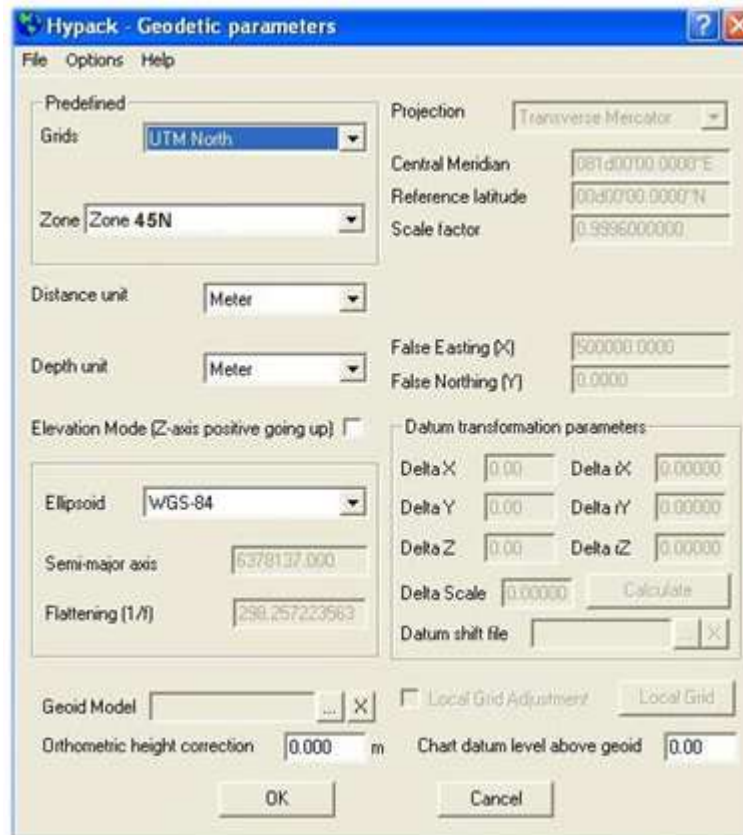 Hypack - Geodetic parameters
File Options Help
Predefined
Grids UTM North
Zone Zone 45N
Distance unit Meter
Depth unit Meter
Elevation Mode (Z-axis positive going up)
Ellipsoid WGS-84
Semi-major axis 6378137.000
Flattening (1/f) 298.257223563
Projection Transverse Mercator
Central Meridian 081d00'00.0000"E
Reference latitude 00d00'00.0000"N
Scale factor 0.9996000000
False Easting (X) 500000.0000
False Northing (Y) 0.0000
Datum transformation parameters
Delta X 0.00 Delta rX 0.00000
Delta Y 0.00 Delta rY 0.00000
Delta Z 0.00 Delta rZ 0.00000
Delta Scale 0.00000 Calculate
Datum shift file ... X
Geoid Model ... X
Local Grid Adjustment Local Grid
Orthometric height correction 0.000 m Chart datum level above geoid 0.00
OK Cancel